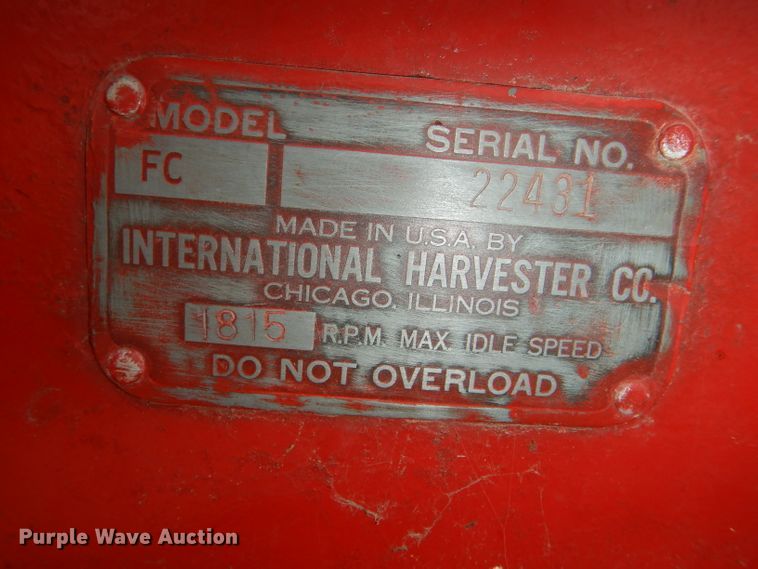 MODEL SERIAL NO.
FC 22431
MADE IN U.S.A. BY
INTERNATIONAL HARVESTER CO.
CHICAGO, ILLINOIS
1815 R.P.M. MAX. IDLE SPEED
DO NOT OVERLOAD
Purple Wave Auction